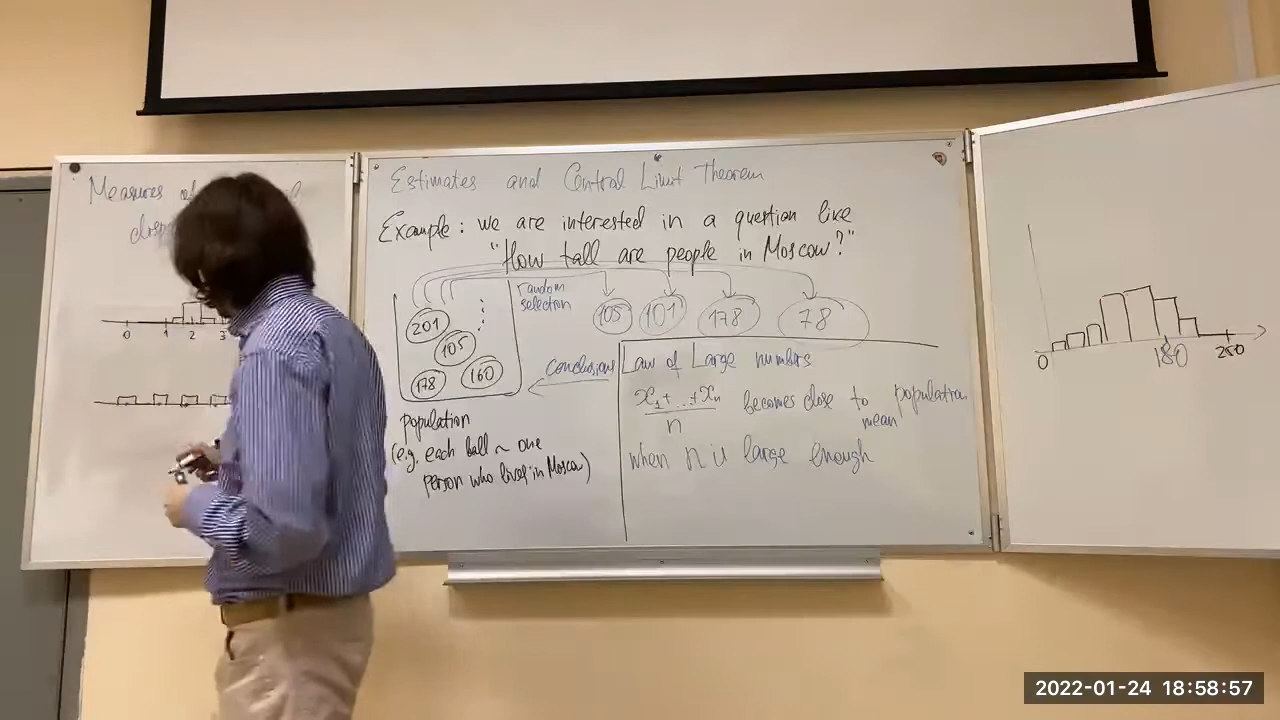 Measures
0 1 2 3
Estimates and Central Limit Theorem
Example: we are interested in a question like
"How tall are people in Moscow?"
random
selection
201
105
178
160
105 101 178 78
conclusions
population
(e.g. each ball ~ one
person who lives in Moscow)
Law of Large numbers
x₁+...+xₙ
n
becomes close to population
mean
when n is large enough
0 180 250
2022-01-24 18:58:57